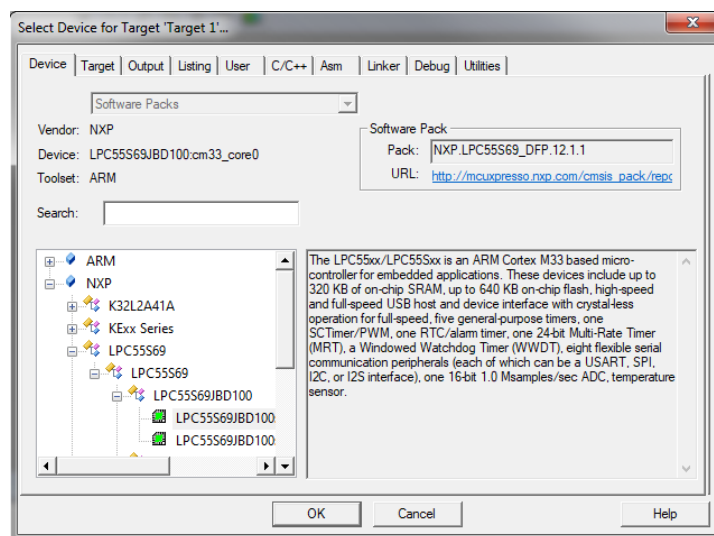 Select Device for Target 'Target 1'...
Device Target Output Listing User C/C++ Asm Linker Debug Utilities
Software Packs
Vendor: NXP
Device: LPC55S69JBD100:cm33_core0
Toolset: ARM
Search:
Software Pack
Pack: NXP.LPC55S69_DFP.12.1.1
URL: http://mcuxpresso.nxp.com/cmsis_pack/repo
ARM
NXP
K32L2A41A
KExx Series
LPC55S69
LPC55S69
LPC55S69JBD100
LPC55S69JBD100:
LPC55S69JBD100:
The LPC55xx/LPC55Sxx is an ARM Cortex M33 based micro-
controller for embedded applications. These devices include up to
320 KB of on-chip SRAM, up to 640 KB on-chip flash, high-speed
and full-speed USB host and device interface with crystal-less
operation for full-speed, five general-purpose timers, one
SCTimer/PWM, one RTC/alarm timer, one 24-bit Multi-Rate Timer
(MRT), a Windowed Watchdog Timer (WWDT), eight flexible serial
communication peripherals (each of which can be a USART, SPI,
I2C, or I2S interface), one 16-bit 1.0 Msamples/sec ADC, temperature
sensor.
OK Cancel Help